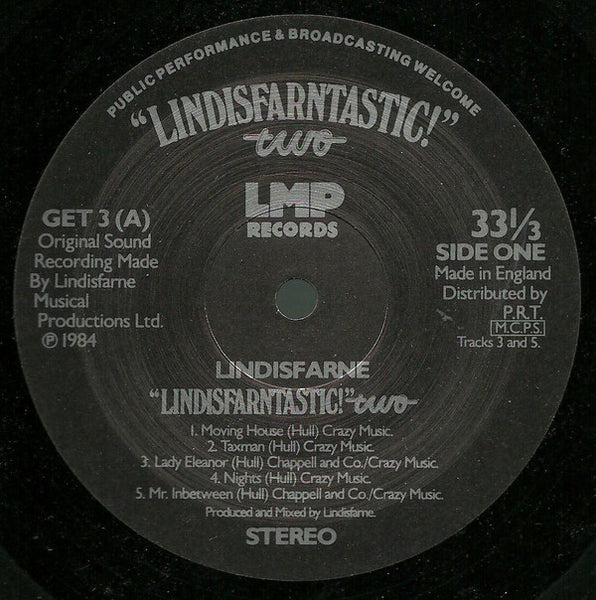 PUBLIC PERFORMANCE & BROADCASTING WELCOME
"LINDISFARNTASTIC!"
two
LMP
RECORDS
GET 3 (A)
Original Sound
Recording Made
By Lindisfarne
Musical
Productions Ltd.
℗ 1984
33⅓
SIDE ONE
Made in England
Distributed by
P.R.T.
M.C.P.S.
Tracks 3 and 5.
LINDISFARNE
"LINDISFARNTASTIC!" two
1. Moving House (Hull) Crazy Music.
2. Taxman (Hull) Crazy Music.
3. Lady Eleanor (Hull) Chappell and Co./Crazy Music.
4. Nights (Hull) Crazy Music.
5. Mr. Inbetween (Hull) Chappell and Co./Crazy Music.
Produced and Mixed by Lindisfarne.
STEREO